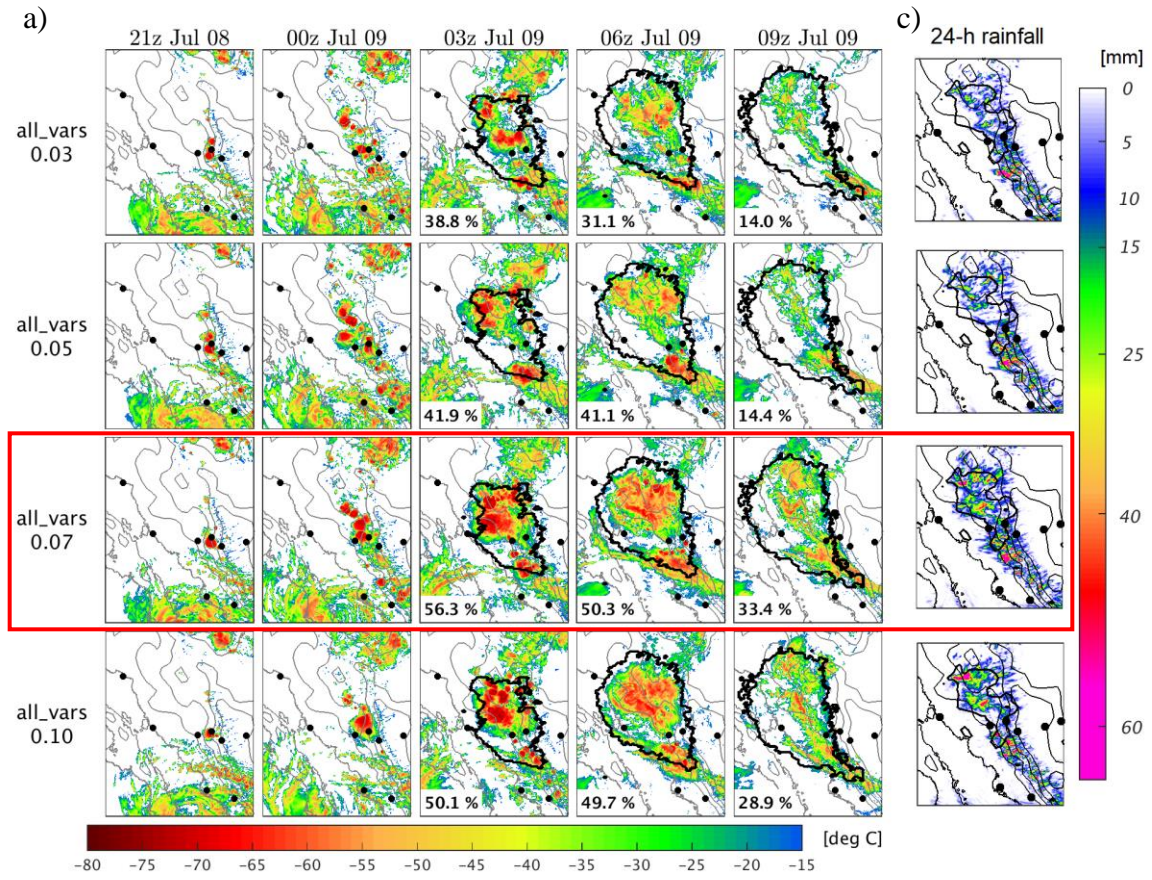 a)
21z Jul 08 00z Jul 09 03z Jul 09 06z Jul 09 09z Jul 09
c)
24-h rainfall
[mm]
all_vars
0.03
38.8 % 31.1 % 14.0 %
all_vars
0.05
41.9 % 41.1 % 14.4 %
all_vars
0.07
56.3 % 50.3 % 33.4 %
all_vars
0.10
50.1 % 49.7 % 28.9 %
0
5
10
15
25
40
60
[deg C]
-80 -75 -70 -65 -60 -55 -50 -45 -40 -35 -30 -25 -20 -15